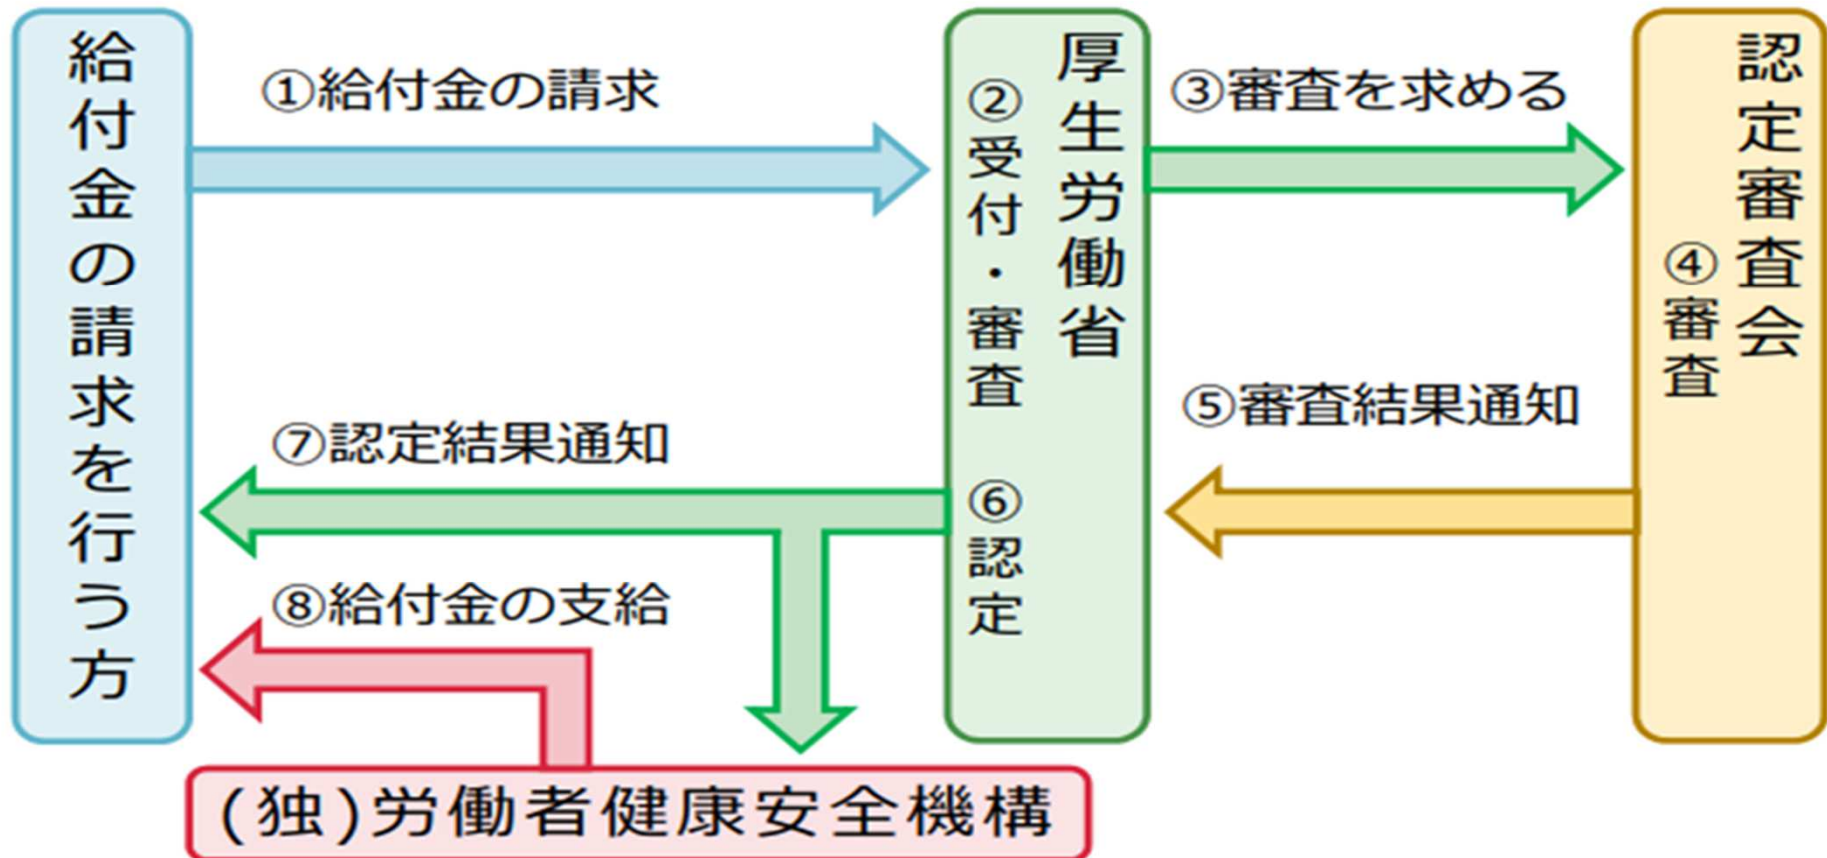 給付金の請求を行う方
①給付金の請求
厚生労働省
②受付・審査
⑥認定
③審査を求める
認定審査会
④審査
⑤審査結果通知
⑦認定結果通知
⑧給付金の支給
(独)労働者健康安全機構